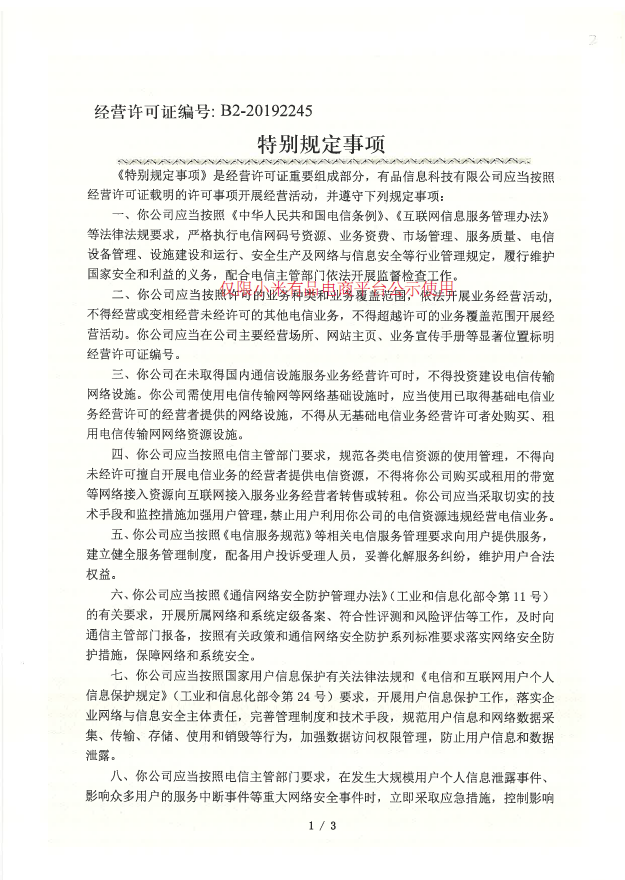 经营许可证编号: B2-20192245
特别规定事项
《特别规定事项》是经营许可证重要组成部分，有品信息科技有限公司应当按照
经营许可证载明的许可事项开展经营活动，并遵守下列规定事项：
一、你公司应当按照《中华人民共和国电信条例》、《互联网信息服务管理办法》
等法律法规要求，严格执行电信网码号资源、业务资费、市场管理、服务质量、电信
设备管理、设施建设和运行、安全生产及网络与信息安全等行业管理规定，履行维护
国家安全和利益的义务，配合电信主管部门依法开展监督检查工作。
仅限小米有品电商平台公示使用
二、你公司应当按照许可的业务种类和业务覆盖范围，依法开展业务经营活动，
不得经营或变相经营未经许可的其他电信业务，不得超越许可的业务覆盖范围开展经
营活动。你公司应当在公司主要经营场所、网站主页、业务宣传手册等显著位置标明
经营许可证编号。
三、你公司在未取得国内通信设施服务业务经营许可时，不得投资建设电信传输
网络设施。你公司需使用电信传输网等网络基础设施时，应当使用已取得基础电信业
务经营许可的经营者提供的网络设施，不得从无基础电信业务经营许可者处购买、租
用电信传输网网络资源设施。
四、你公司应当按照电信主管部门要求，规范各类电信资源的使用管理，不得向
未经许可擅自开展电信业务的经营者提供电信资源，不得将你公司购买或租用的带宽
等网络接入资源向互联网接入服务业务经营者转售或转租。你公司应当采取切实的技
术手段和监控措施加强用户管理，禁止用户利用你公司的电信资源违规经营电信业务。
五、你公司应当按照《电信服务规范》等相关电信服务管理要求向用户提供服务，
建立健全服务管理制度，配备用户投诉受理人员，妥善化解服务纠纷，维护用户合法
权益。
六、你公司应当按照《通信网络安全防护管理办法》（工业和信息化部令第 11 号）
的有关要求，开展所属网络和系统定级备案、符合性评测和风险评估等工作，及时向
通信主管部门报备，按照有关政策和通信网络安全防护系列标准要求落实网络安全防
护措施，保障网络和系统安全。
七、你公司应当按照国家用户信息保护有关法律法规和《电信和互联网用户个人
信息保护规定》（工业和信息化部令第 24 号）要求，开展用户信息保护工作，落实企
业网络与信息安全主体责任，完善管理制度和技术手段，规范用户信息和网络数据采
集、传输、存储、使用和销毁等行为，加强数据访问权限管理，防止用户信息和数据
泄露。
八、你公司应当按照电信主管部门要求，在发生大规模用户个人信息泄露事件、
影响众多用户的服务中断事件等重大网络安全事件时，立即采取应急措施，控制影响
1 / 3